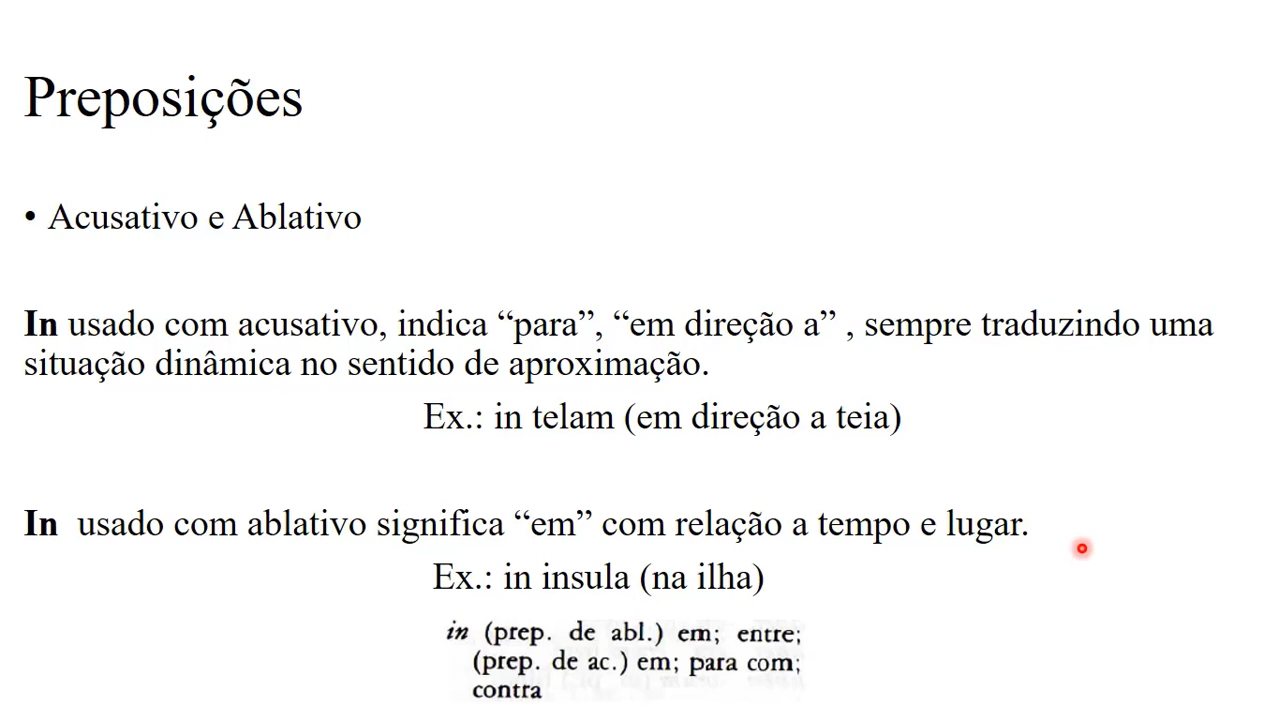 Preposições
• Acusativo e Ablativo
In usado com acusativo, indica “para”, “em direção a” , sempre traduzindo uma
situação dinâmica no sentido de aproximação.
Ex.: in telam (em direção a teia)
In  usado com ablativo significa “em” com relação a tempo e lugar.
Ex.: in insula (na ilha)
in (prep. de abl.) em; entre;
(prep. de ac.) em; para com;
contra